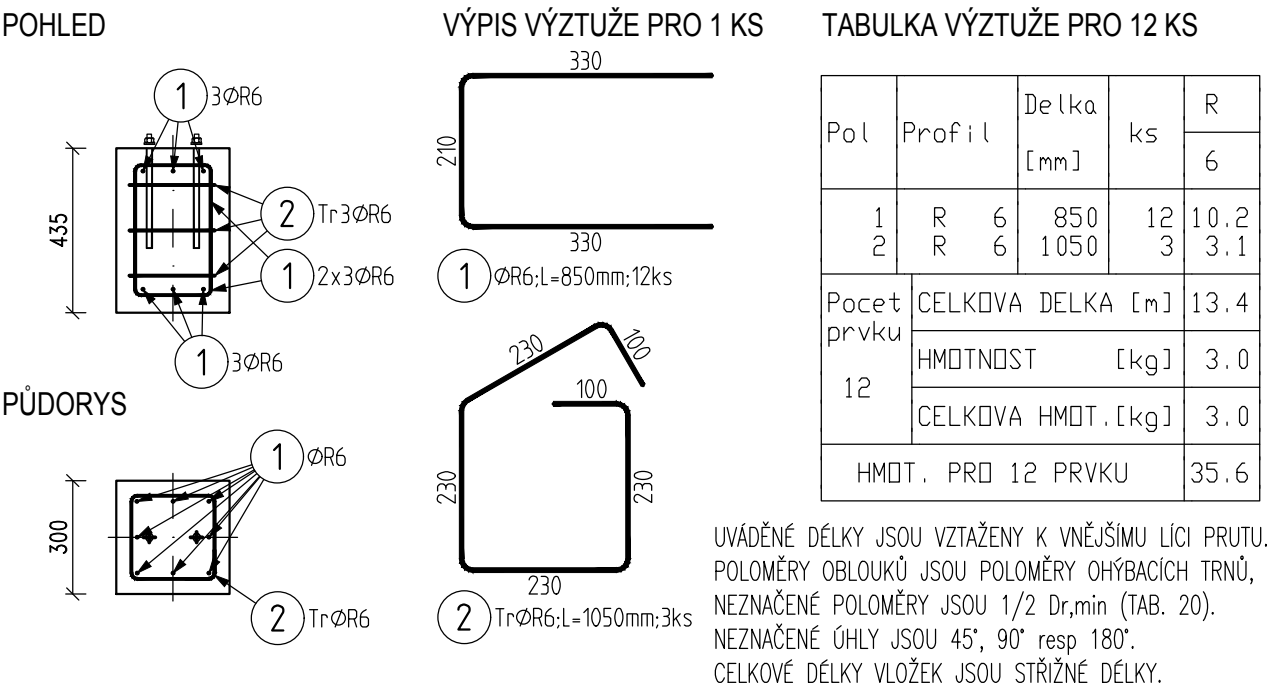 POHLED
1 3ØR6
435
2 Tr3ØR6
1 2x3ØR6
1 3ØR6
PŮDORYS
1 ØR6
300
2 TrØR6
VÝPIS VÝZTUŽE PRO 1 KS
330
210
330
1 ØR6;L=850mm;12ks
230
100
100
230
230
230
2 TrØR6;L=1050mm;3ks
TABULKA VÝZTUŽE PRO 12 KS
Pol Profil Delka [mm] ks R 6
1 R 6 850 12 10.2
2 R 6 1050 3 3.1
Pocet prvku 12
CELKOVA DELKA [m] 13.4
HMOTNOST [kg] 3.0
CELKOVA HMOT.[kg] 3.0
HMOT. PRO 12 PRVKU 35.6
UVÁDĚNÉ DÉLKY JSOU VZTAŽENY K VNĚJŠÍMU LÍCI PRUTU.
POLOMĚRY OBLOUKŮ JSOU POLOMĚRY OHÝBACÍCH TRNŮ,
NEZNAČENÉ POLOMĚRY JSOU 1/2 Dr,min (TAB. 20).
NEZNAČENÉ ÚHLY JSOU 45°, 90° resp 180°.
CELKOVÉ DÉLKY VLOŽEK JSOU STŘIŽNÉ DÉLKY.